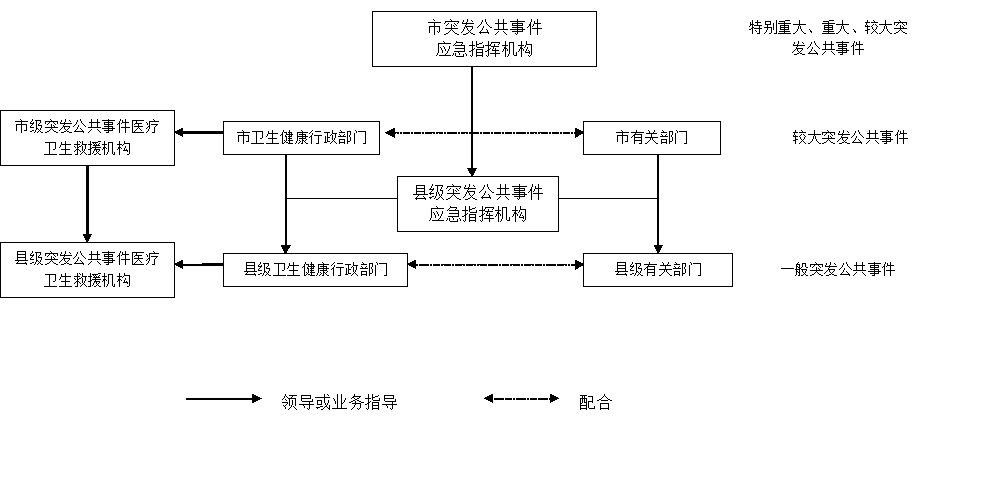 市突发公共事件
应急指挥机构
特别重大、重大、较大突
发公共事件
市级突发公共事件医疗
卫生救援机构
市卫生健康行政部门
市有关部门
较大突发公共事件
县级突发公共事件
应急指挥机构
县级突发公共事件医疗
卫生救援机构
县级卫生健康行政部门
县级有关部门
一般突发公共事件
领导或业务指导
配合